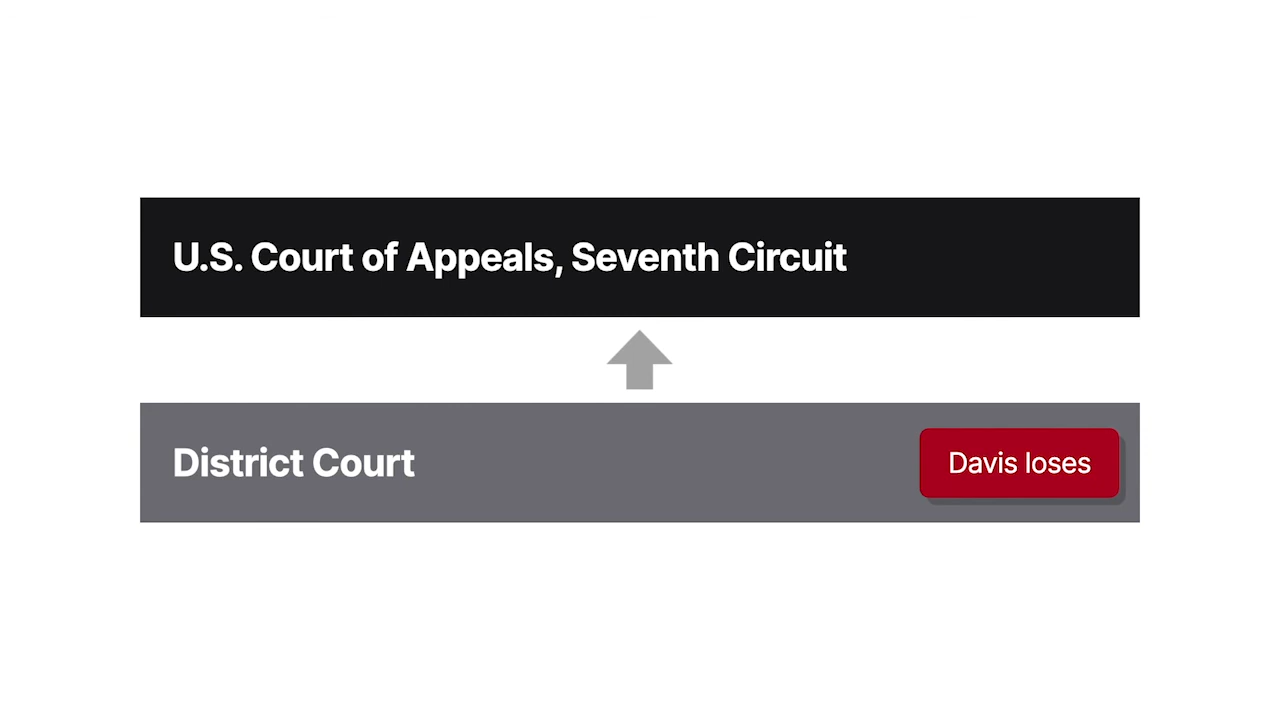 U.S. Court of Appeals, Seventh Circuit
District Court
Davis loses